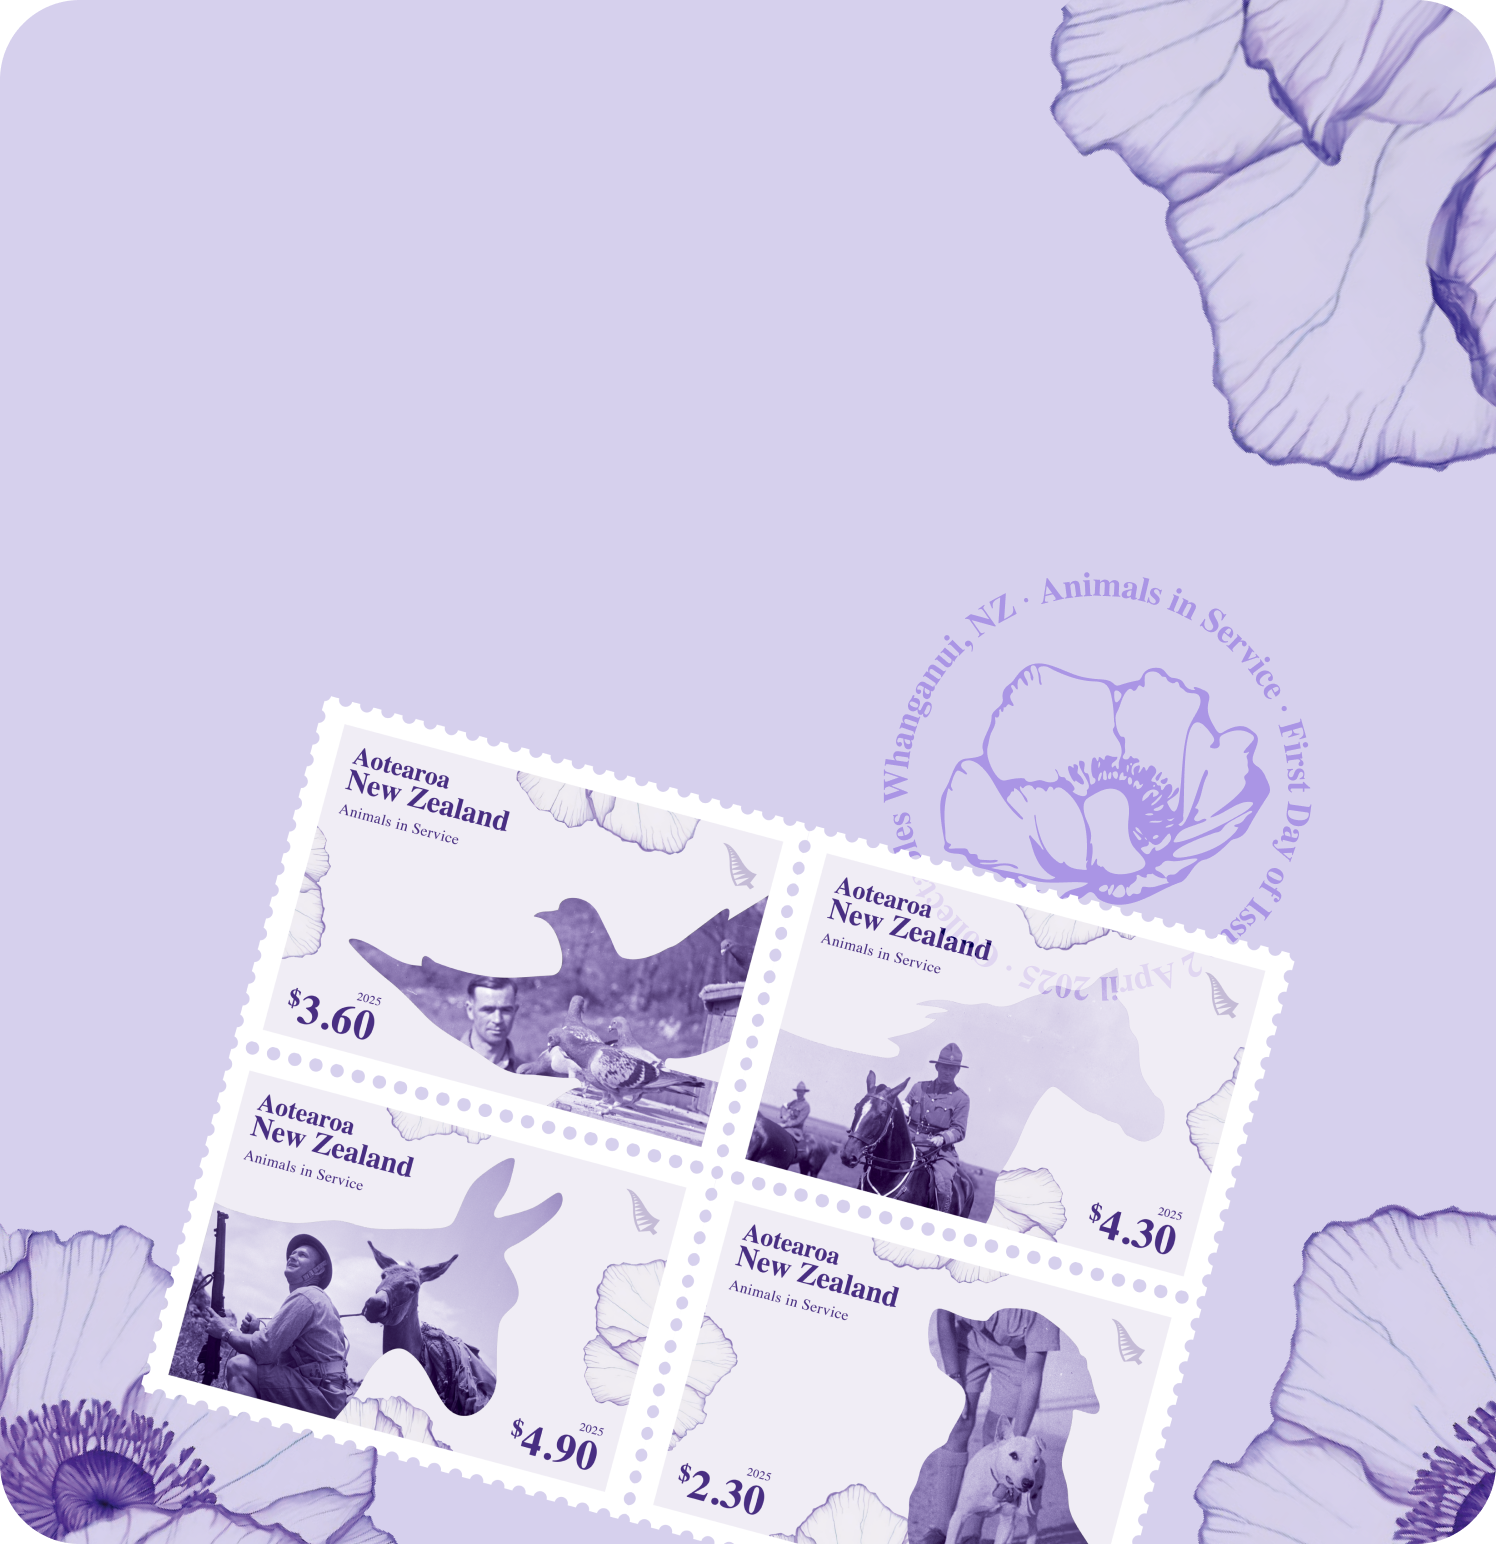 Whanganui, NZ · Animals in Service · First Day of
2 April 2025 ·
Aotearoa
New Zealand
Animals in Service
2025
$3.60
Aotearoa
New Zealand
Animals in Service
2025
$4.30
Aotearoa
New Zealand
Animals in Service
2025
$4.90
Aotearoa
New Zealand
Animals in Service
2025
$2.30